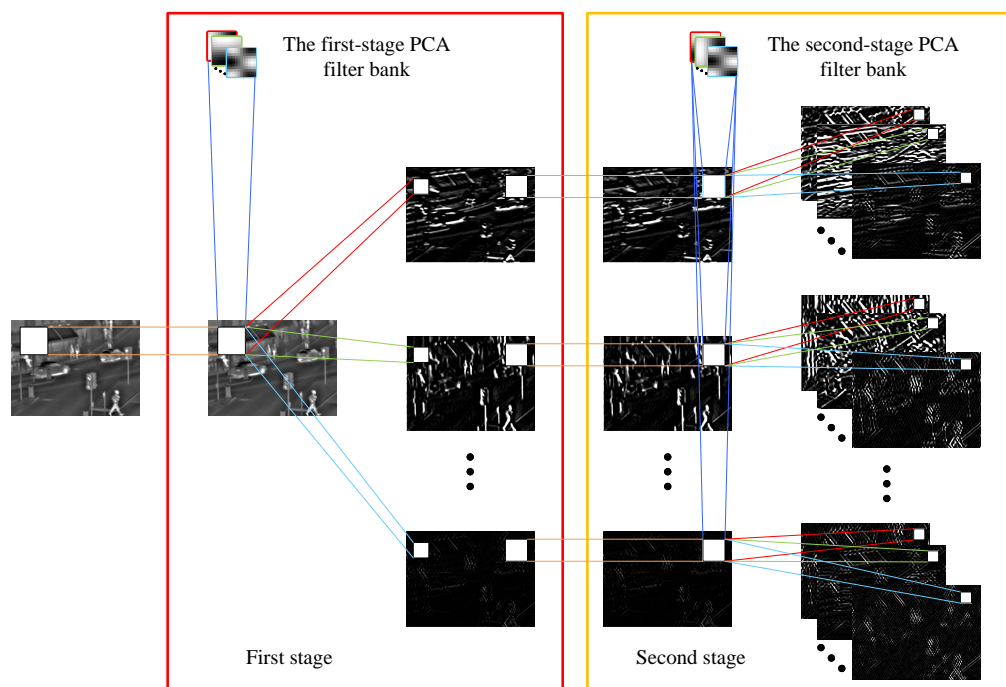 The first-stage PCA
filter bank
The second-stage PCA
filter bank
First stage
Second stage